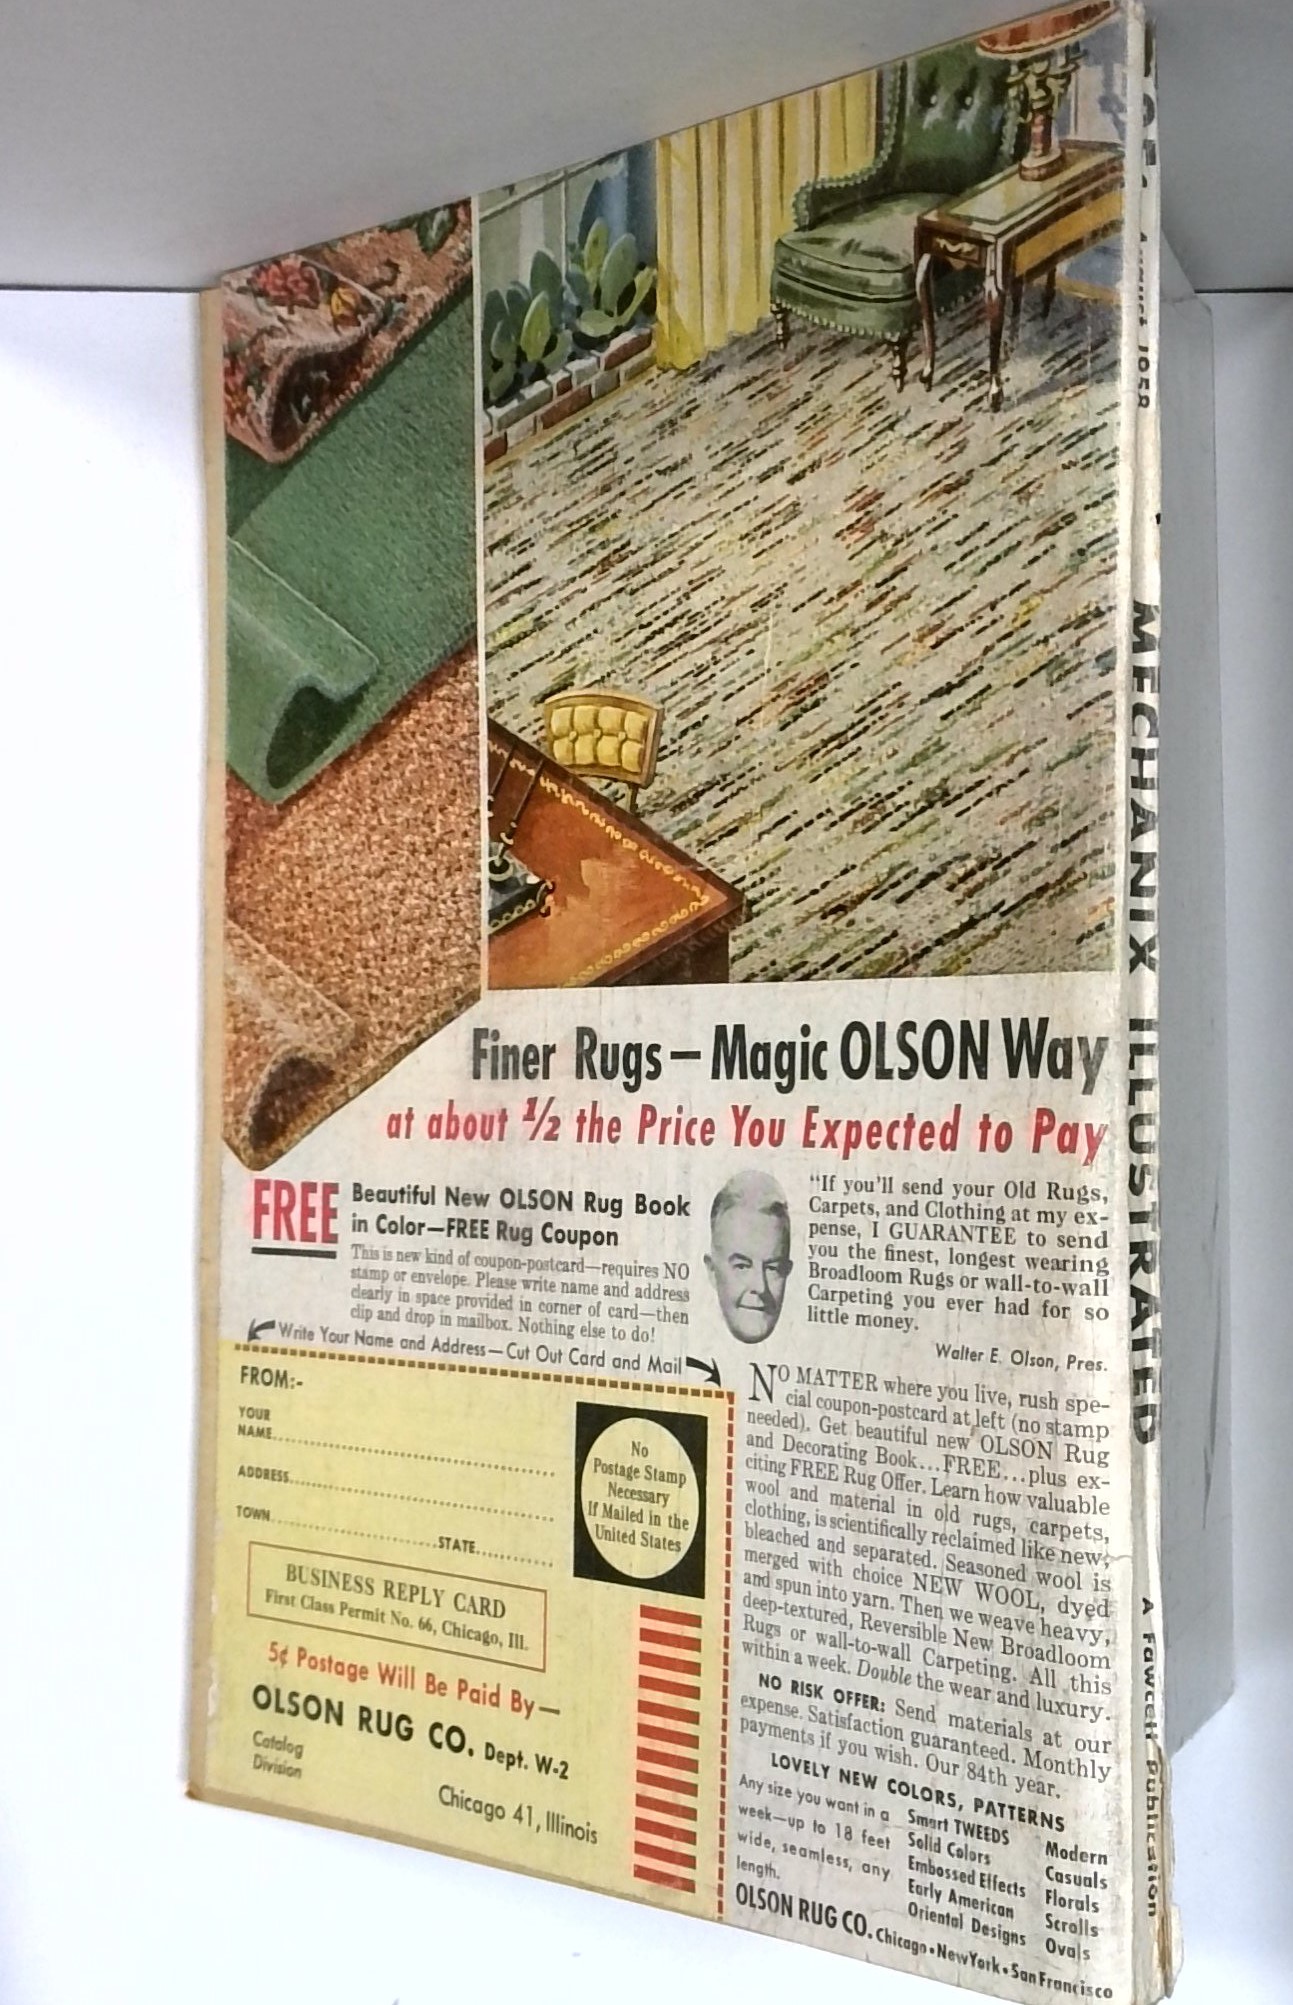 Finer Rugs—Magic OLSON Way
at about ½ the Price You Expected to Pay
FREE Beautiful New OLSON Rug Book
in Color—FREE Rug Coupon
This is new kind of coupon-postcard—requires NO
stamp or envelope. Please write name and address
clearly in space provided in corner of card—then
clip and drop in mailbox. Nothing else to do!
Write Your Name and Address—Cut Out Card and Mail
"If you'll send your Old Rugs,
Carpets, and Clothing at my ex-
pense, I GUARANTEE to send
you the finest, longest wearing
Broadloom Rugs or wall-to-wall
Carpeting you ever had for so
little money.
Walter E. Olson, Pres.
FROM:-
YOUR
NAME
ADDRESS
TOWN STATE
No
Postage Stamp
Necessary
If Mailed in the
United States
BUSINESS REPLY CARD
First Class Permit No. 66, Chicago, Ill.
5¢ Postage Will Be Paid By—
OLSON RUG CO. Dept. W-2
Catalog
Division
Chicago 41, Illinois
NO MATTER where you live, rush spe-
cial coupon-postcard at left (no stamp
needed). Get beautiful new OLSON Rug
and Decorating Book...FREE...plus ex-
citing FREE Rug Offer. Learn how valuable
wool and material in old rugs, carpets,
clothing, is scientifically reclaimed like new,
bleached and separated. Seasoned wool is
merged with choice NEW WOOL, dyed
and spun into yarn. Then we weave heavy,
deep-textured, Reversible New Broadloom
Rugs or wall-to-wall Carpeting. All this
within a week. Double the wear and luxury.
NO RISK OFFER: Send materials at our
expense. Satisfaction guaranteed. Monthly
payments if you wish. Our 84th year.
LOVELY NEW COLORS, PATTERNS
Any size you want in a
week—up to 18 feet
wide, seamless, any
length.
Smart TWEEDS
Solid Colors
Embossed Effects
Early American
Oriental Designs
Modern
Casuals
Florals
Scrolls
Ovals
OLSON RUG CO. Chicago • New York • San Francisco
August 1958
MECHANIX ILLUSTRATED
A Fawcett Publication